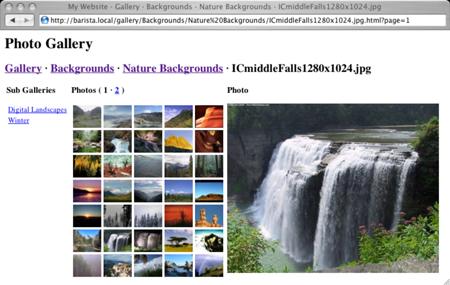 My Website - Gallery - Backgrounds - Nature Backgrounds - ICmiddleFalls1280x1024.jpg
http://barista.local/gallery/Backgrounds/Nature%20Backgrounds/ICmiddleFalls1280x1024.jpg.html?page=1
Photo Gallery
Gallery · Backgrounds · Nature Backgrounds · ICmiddleFalls1280x1024.jpg
Sub Galleries
Photos ( 1 · 2 )
Photo
Digital Landscapes
Winter